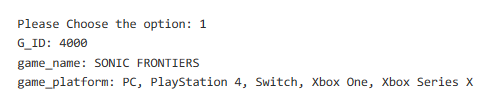 Please Choose the option: 1
G_ID: 4000
game_name: SONIC FRONTIERS
game_platform: PC, PlayStation 4, Switch, Xbox One, Xbox Series X